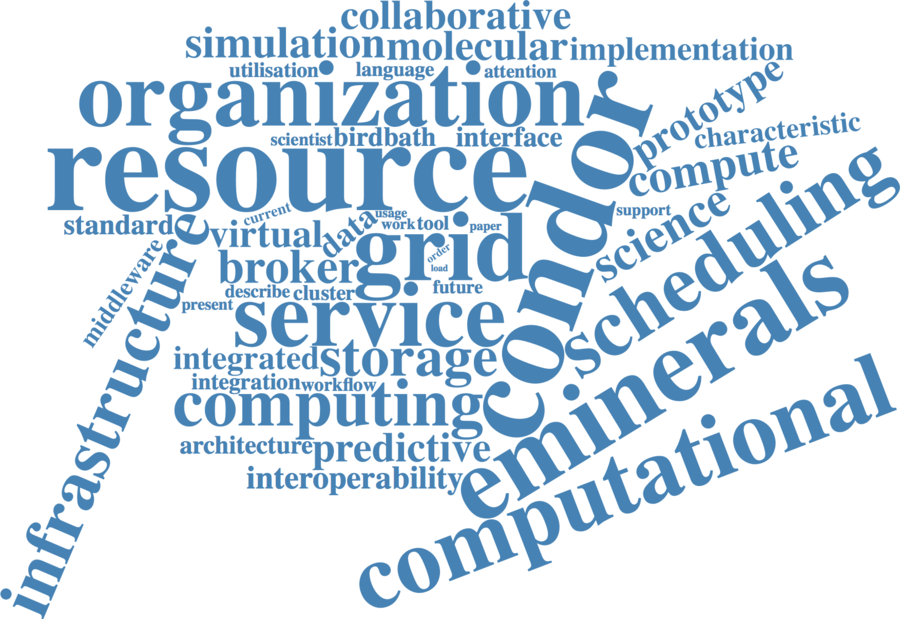 collaborative
simulation molecular implementation
utilisation language attention
organization
prototype
scientist birdbath interface
characteristic
resource
condor
compute
standard
current
virtual
data
usage
work tool
paper
support
science
scheduling
infrastructure
middleware
broker
grid
order
load
future
describe cluster
present
service
eminerals
integrated storage
integration workflow
computing
computational
architecture predictive
interoperability